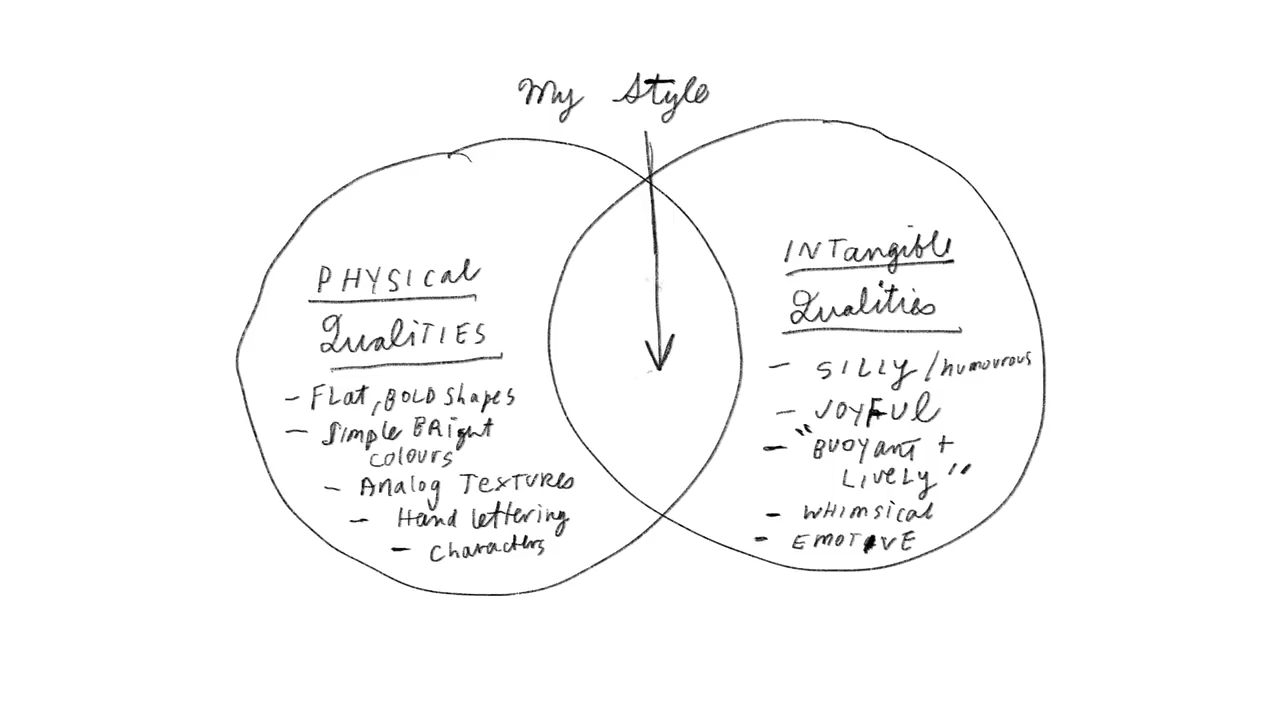 My Style
PHYSICAL
QUALITIES
- FLAT, BOLD SHAPES
- SIMPLE BRIGHT
COLOURS
- ANALOG TEXTURES
- Hand lettering
- Characters
INTangible
Qualities
- SILLY / humourous
- JOYFUL
- "BUOYANT +
LIVELY"
- WHIMSICAL
- EMOTIVE